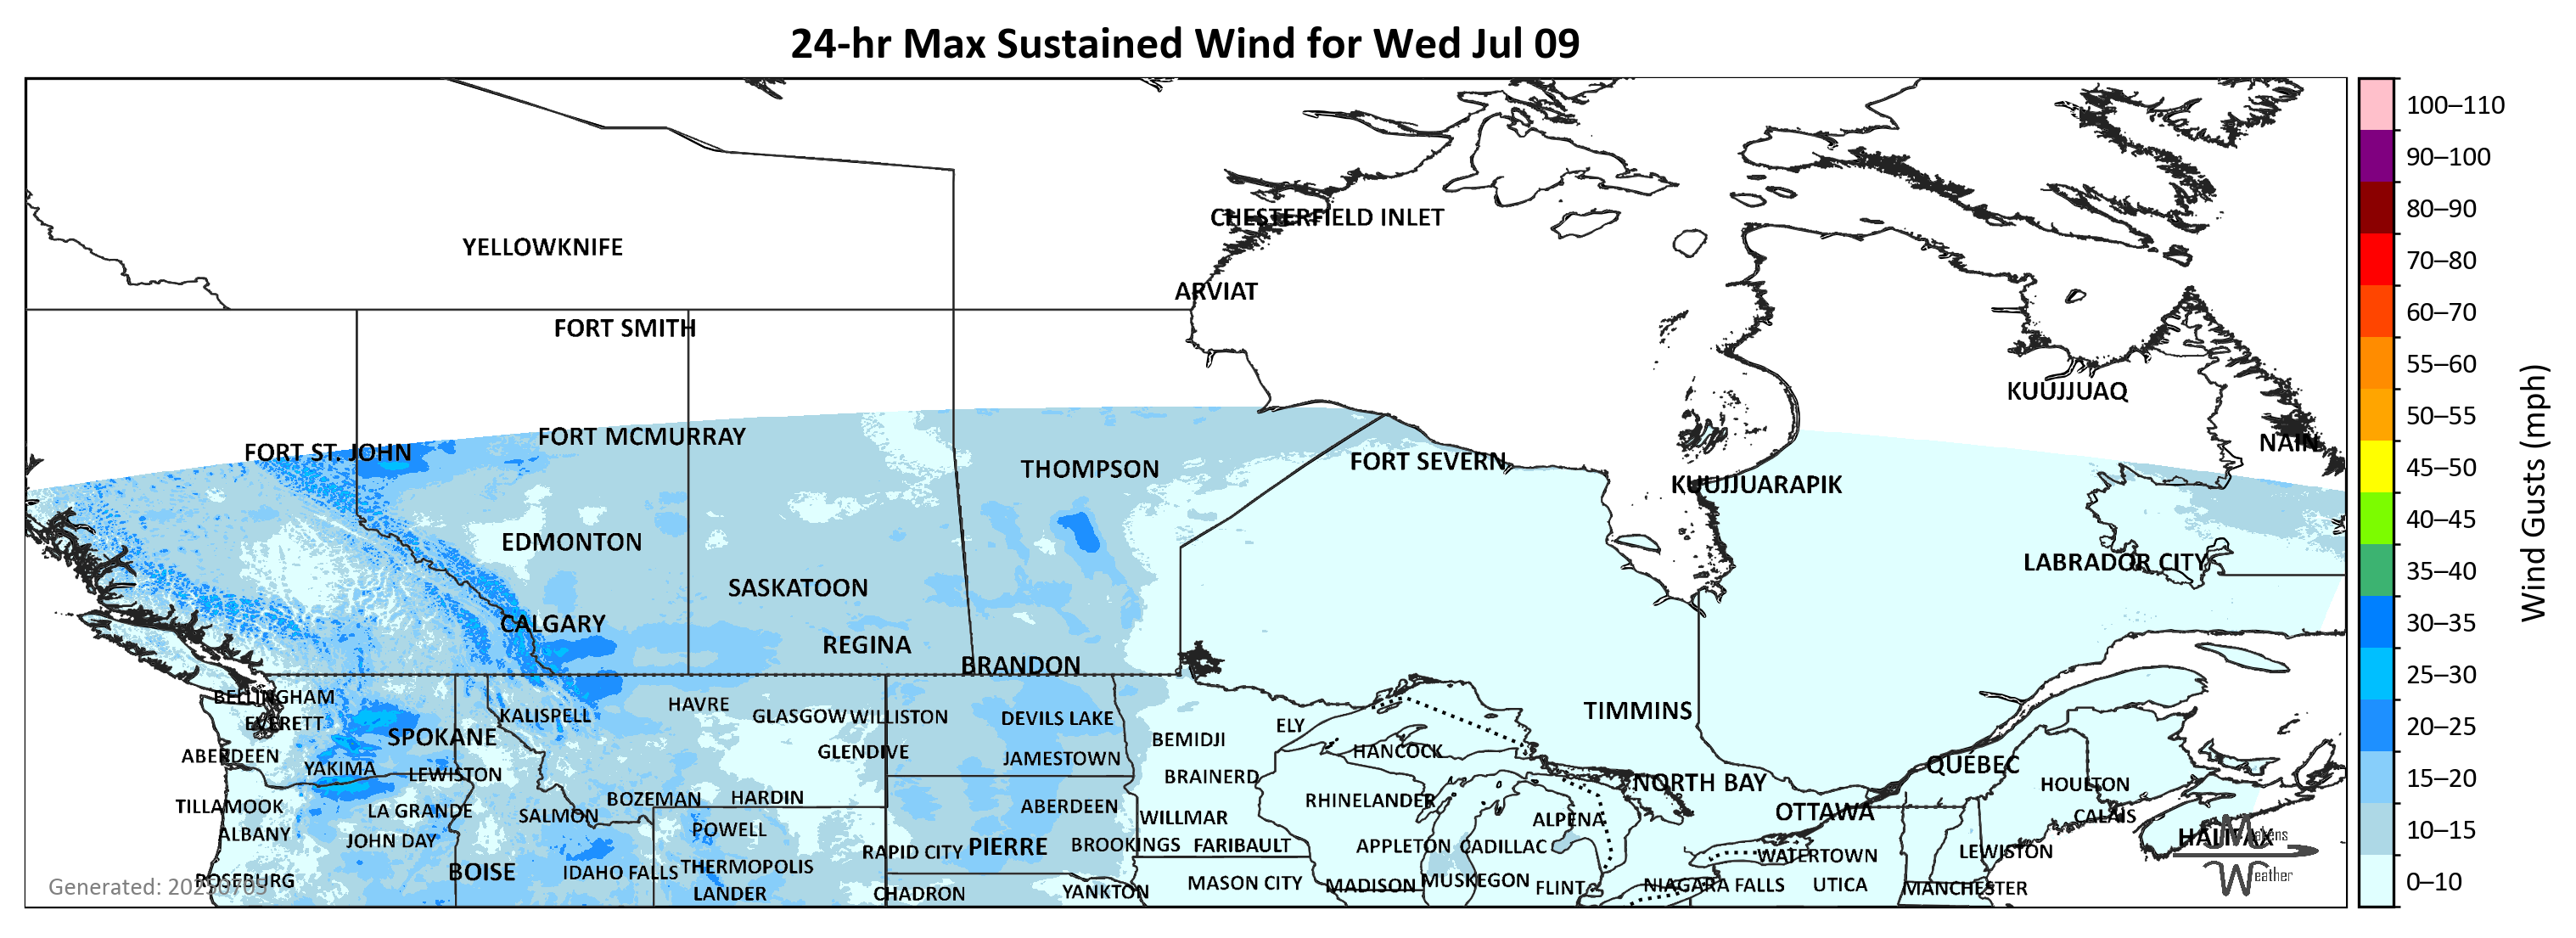 24-hr Max Sustained Wind for Wed Jul 09
100–110
90–100
CHESTERFIELD INLET
80–90
YELLOWKNIFE
70–80
ARVIAT
60–70
FORT SMITH
55–60
KUUJJUAQ
50–55
FORT MCMURRAY
NAIN
FORT ST. JOHN
FORT SEVERN
THOMPSON
45–50
KUUJJUARAPIK
Wind Gusts (mph)
40–45
EDMONTON
LABRADOR CITY
35–40
SASKATOON
CALGARY
30–35
REGINA
BRANDON
25–30
BELLINGHAM
HAVRE
TIMMINS
KALISPELL
GLASGOW
WILLISTON
DEVILS LAKE
EVERETT
ELY
20–25
SPOKANE
BEMIDJI
HANCOCK
ABERDEEN
GLENDIVE
JAMESTOWN
QUÉBEC
YAKIMA
LEWISTON
BRAINERD
15–20
NORTH BAY
HOULTON
BOZEMAN
HARDIN
RHINELANDER
TILLAMOOK
ABERDEEN
LA GRANDE
OTTAWA
SALMON
CALAIS
WILLMAR
ALPENA
POWELL
10–15
ALBANY
HALIFAX
Makens
JOHN DAY
PIERRE
BROOKINGS
FARIBAULT
APPLETON
CADILLAC
RAPID CITY
LEWISTON
WATERTOWN
THERMOPOLIS
BOISE
IDAHO FALLS
Weather
ROSEBURG
MUSKEGON
0–10
MASON CITY
MADISON
NIAGARA FALLS
UTICA
Generated:
FLINT
MANCHESTER
YANKTON
LANDER
CHADRON